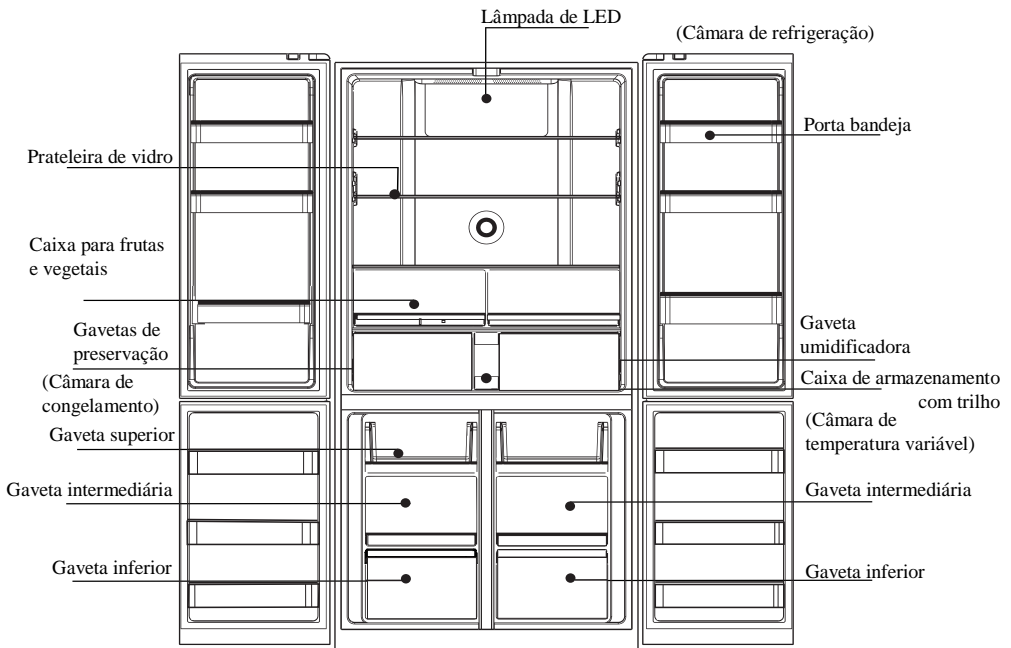 Lâmpada de LED
(Câmara de refrigeração)
Porta bandeja
Prateleira de vidro
Caixa para frutas
e vegetais
Gavetas de
preservação
Gaveta
umidificadora
(Câmara de
congelamento)
Caixa de armazenamento
com trilho
(Câmara de
temperatura variável)
Gaveta superior
Gaveta intermediária
Gaveta intermediária
Gaveta inferior
Gaveta inferior